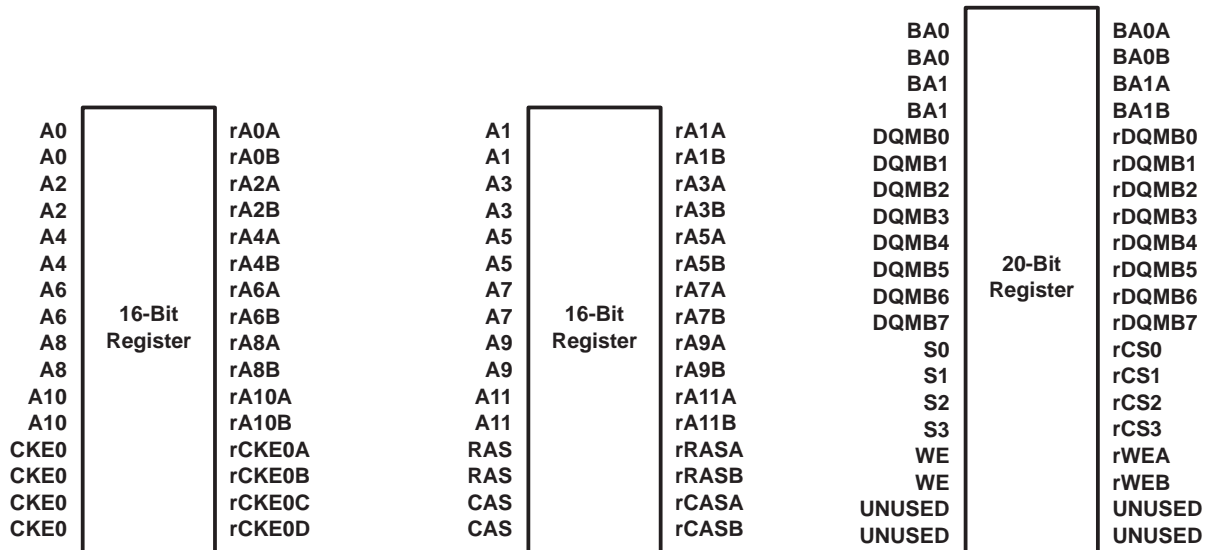 A0 rA0A
A0 rA0B
A2 rA2A
A2 rA2B
A4 rA4A
A4 rA4B
A6 rA6A
A6 rA6B
A8 rA8A
A8 rA8B
A10 rA10A
A10 rA10B
CKE0 rCKE0A
CKE0 rCKE0B
CKE0 rCKE0C
CKE0 rCKE0D
16-Bit
Register
A1 rA1A
A1 rA1B
A3 rA3A
A3 rA3B
A5 rA5A
A5 rA5B
A7 rA7A
A7 rA7B
A9 rA9A
A9 rA9B
A11 rA11A
A11 rA11B
RAS rRASA
RAS rRASB
CAS rCASA
CAS rCASB
16-Bit
Register
BA0 BA0A
BA0 BA0B
BA1 BA1A
BA1 BA1B
DQMB0 rDQMB0
DQMB1 rDQMB1
DQMB2 rDQMB2
DQMB3 rDQMB3
DQMB4 rDQMB4
DQMB5 rDQMB5
DQMB6 rDQMB6
DQMB7 rDQMB7
S0 rCS0
S1 rCS1
S2 rCS2
S3 rCS3
WE rWEA
WE rWEB
UNUSED UNUSED
UNUSED UNUSED
20-Bit
Register